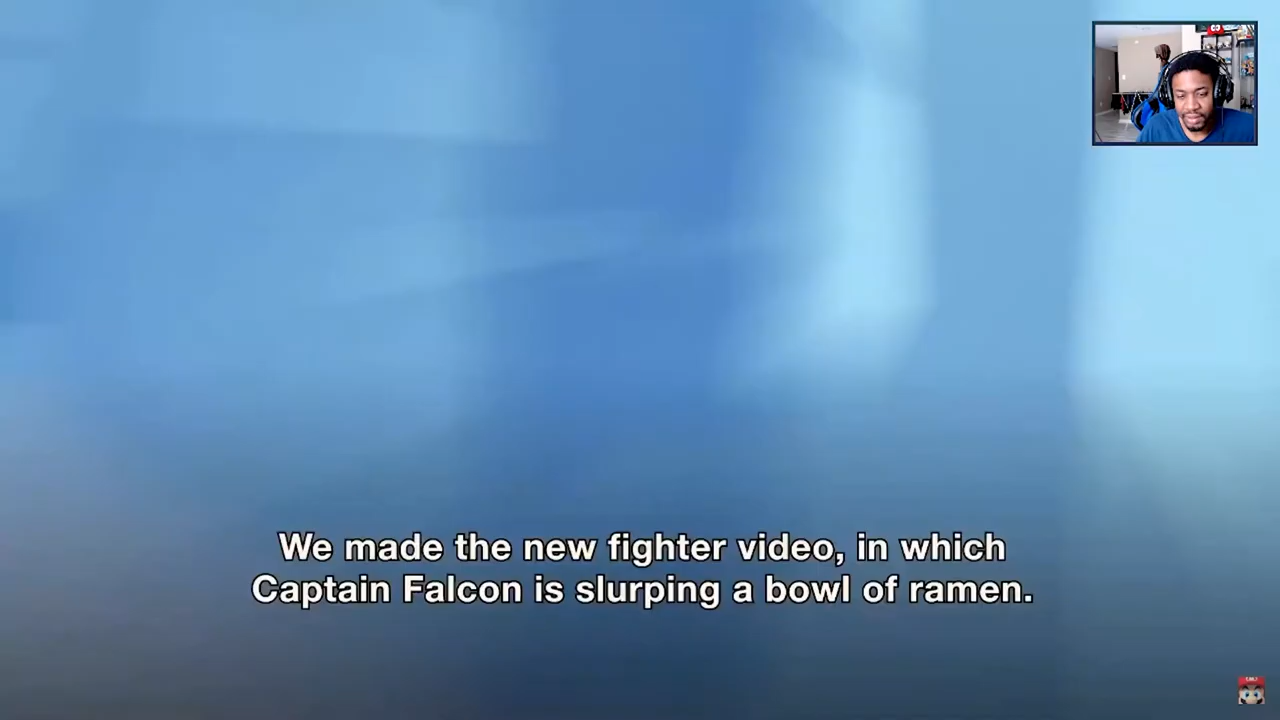 We made the new fighter video, in which
Captain Falcon is slurping a bowl of ramen.